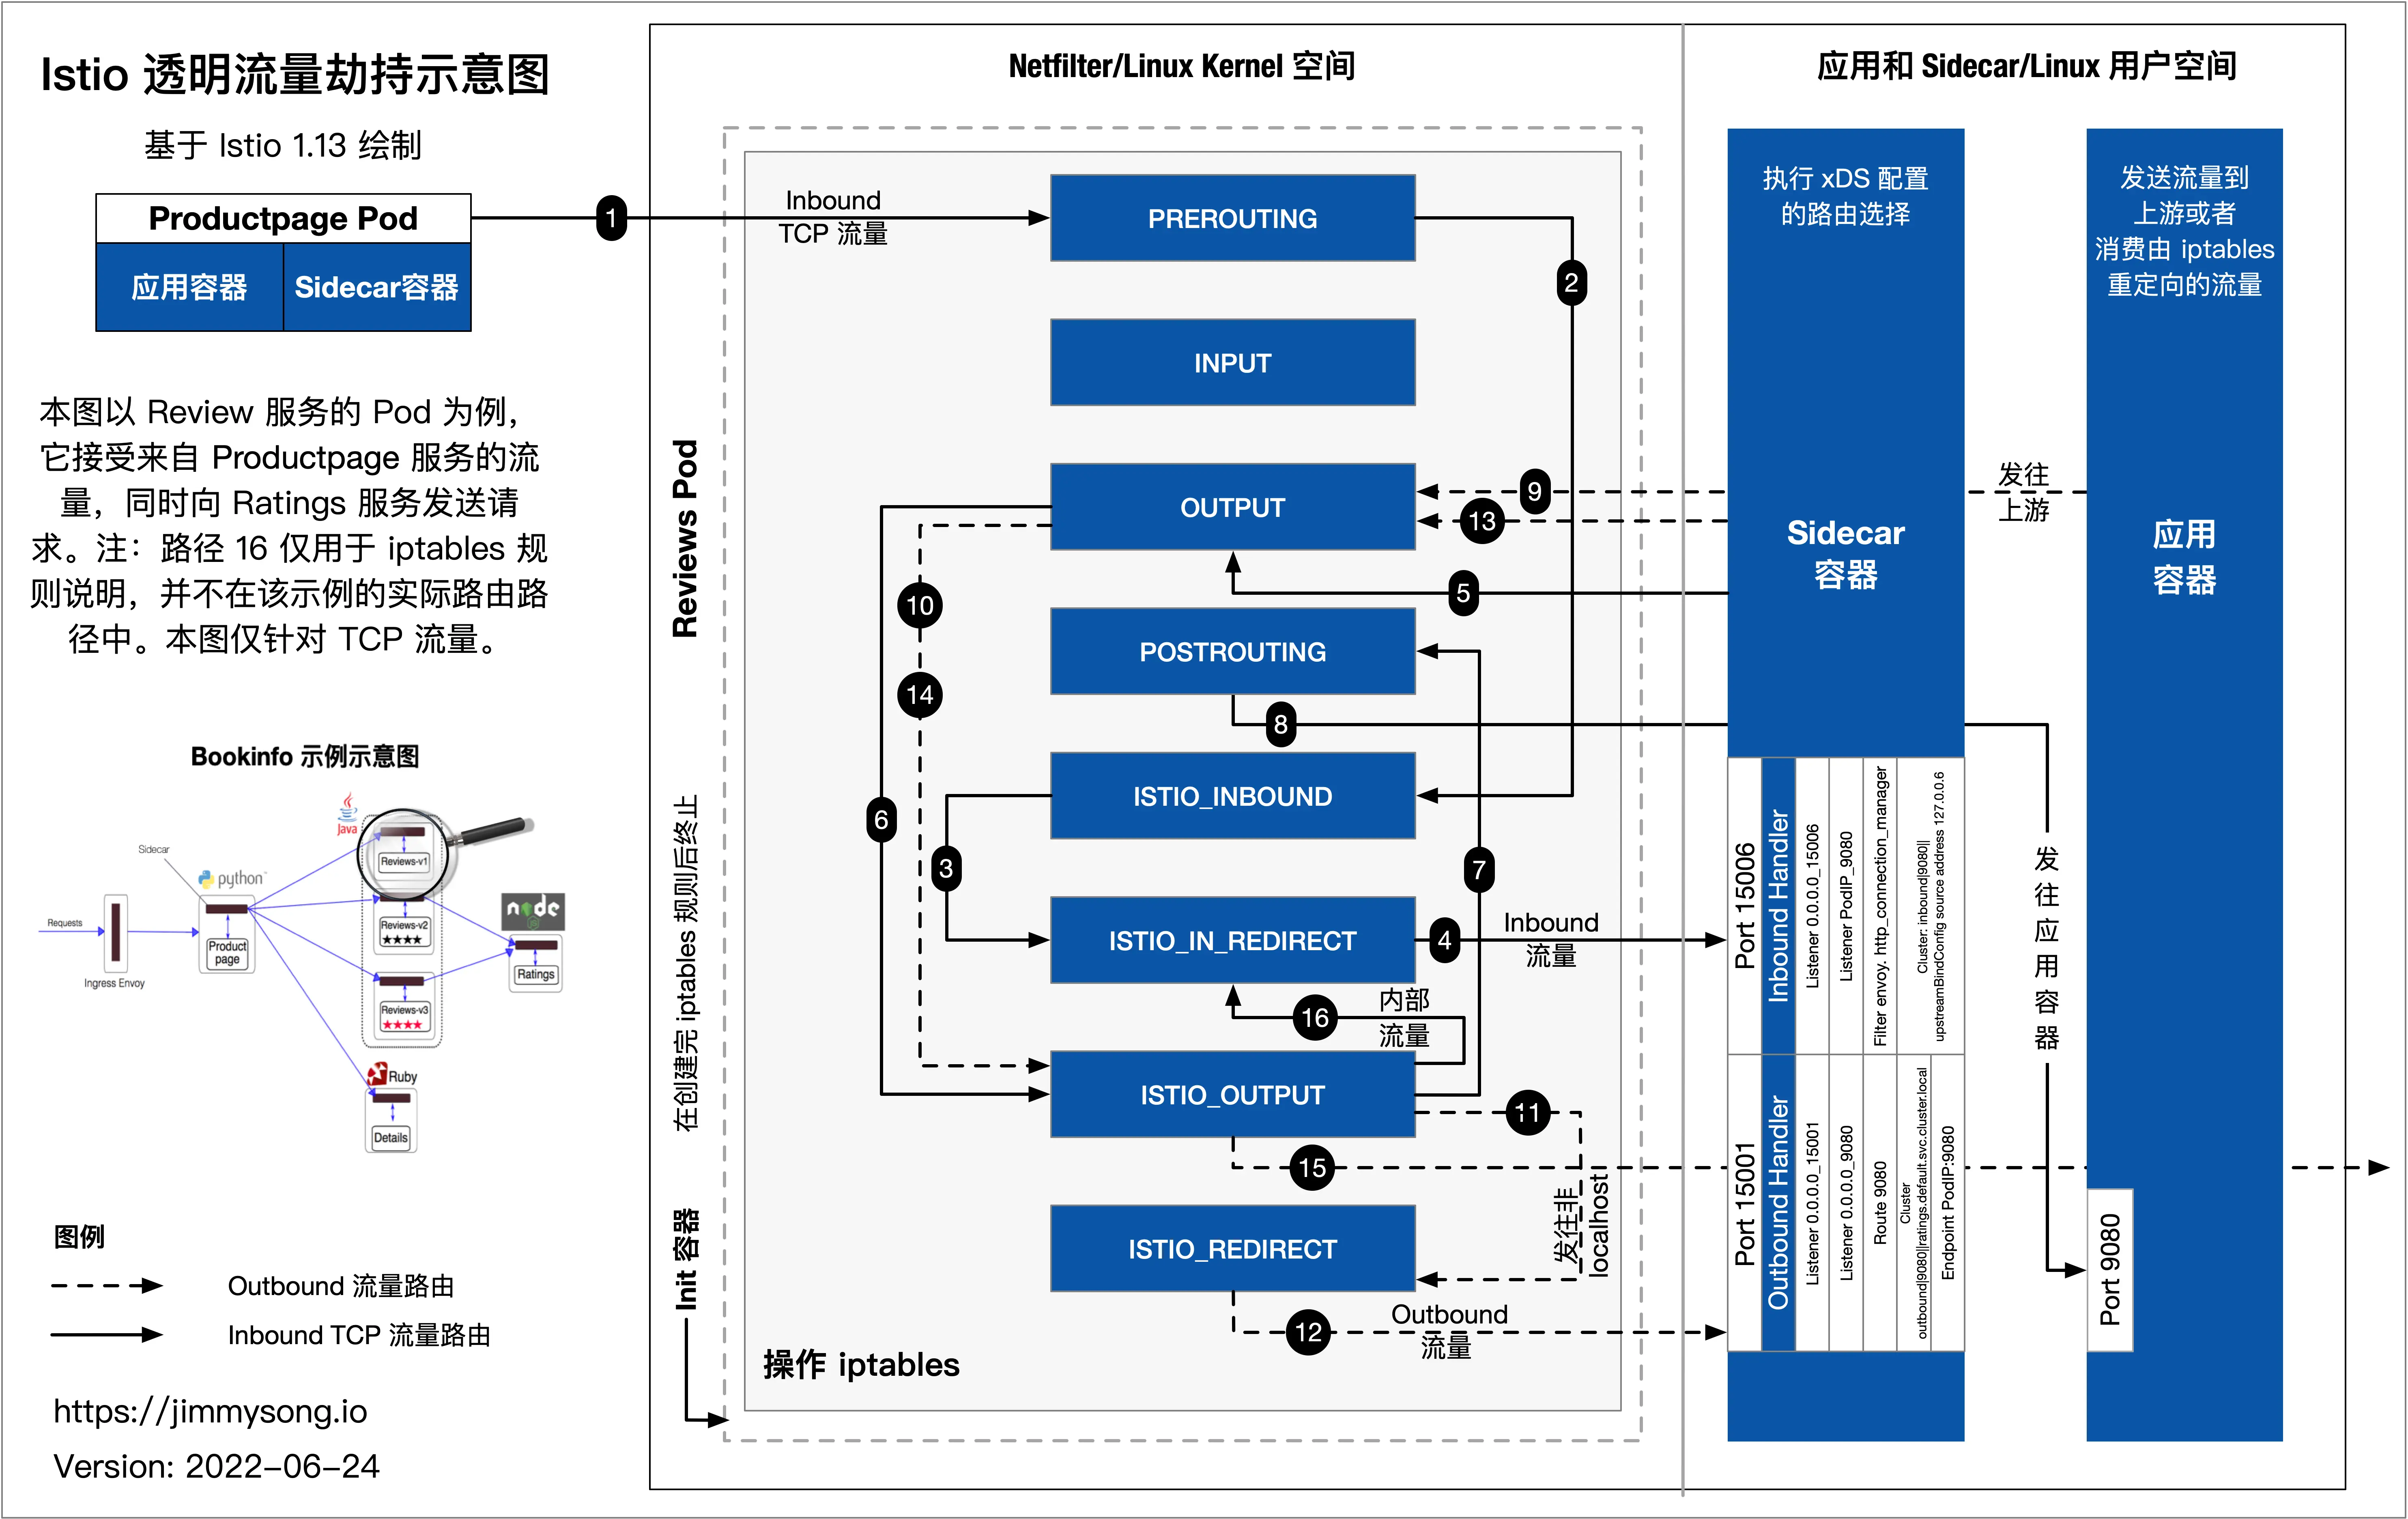 Istio 透明流量劫持示意图
基于 Istio 1.13 绘制
Productpage Pod
应用容器
Sidecar容器
本图以 Review 服务的 Pod 为例，
它接受来自 Productpage 服务的流
量，同时向 Ratings 服务发送请
求。注：路径 16 仅用于 iptables 规
则说明，并不在该示例的实际路由路
径中。本图仅针对 TCP 流量。
Bookinfo 示例示意图
Java
Reviews-v1
Sidecar
python
Requests
Product
page
Reviews-v2
★★★★
node
Ratings
Ingress Envoy
Reviews-v3
★★★★
Ruby
Details
图例
Outbound 流量路由
Inbound TCP 流量路由
https://jimmysong.io
Version: 2022-06-24
Netfilter/Linux Kernel 空间
Reviews Pod
在创建完 iptables 规则后终止
Init 容器
1
Inbound
TCP 流量
PREROUTING
2
INPUT
OUTPUT
9
13
5
10
POSTROUTING
14
8
ISTIO_INBOUND
6
3
7
ISTIO_IN_REDIRECT
4
Inbound
流量
16
内部
流量
ISTIO_OUTPUT
11
15
发往非
localhost
ISTIO_REDIRECT
12
Outbound
流量
操作 iptables
应用和 Sidecar/Linux 用户空间
执行 xDS 配置
的路由选择
Sidecar
容器
Port 15006
Inbound Handler
Listener 0.0.0.0_15006
Listener PodIP_9080
Filter envoy. http_connection_manager
Cluster: inbound|9080||
upstreamBindConfig source address 127.0.0.6
Port 15001
Outbound Handler
Listener 0.0.0.0_15001
Listener 0.0.0.0_9080
Route 9080
Cluster
outbound|9080||ratings.default.svc.cluster.local
Endpoint PodIP:9080
发往
上游
发往应用容器
发送流量到
上游或者
消费由 iptables
重定向的流量
应用
容器
Port 9080